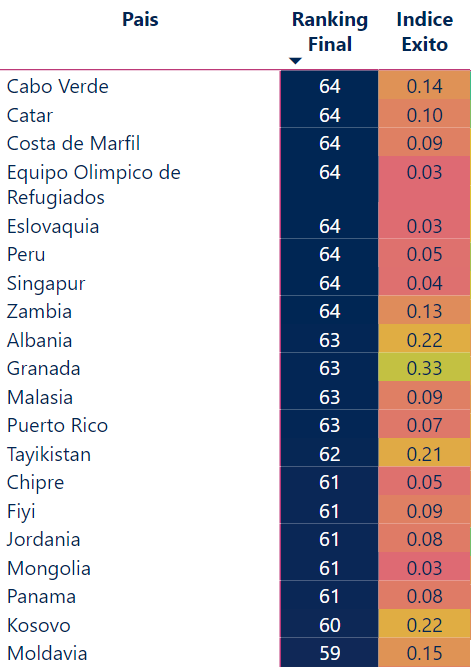 Pais Ranking Final Indice Exito
Cabo Verde 64 0.14
Catar 64 0.10
Costa de Marfil 64 0.09
Equipo Olimpico de Refugiados 64 0.03
Eslovaquia 64 0.03
Peru 64 0.05
Singapur 64 0.04
Zambia 64 0.13
Albania 63 0.22
Granada 63 0.33
Malasia 63 0.09
Puerto Rico 63 0.07
Tayikistan 62 0.21
Chipre 61 0.05
Fiyi 61 0.09
Jordania 61 0.08
Mongolia 61 0.03
Panama 61 0.08
Kosovo 60 0.22
Moldavia 59 0.15